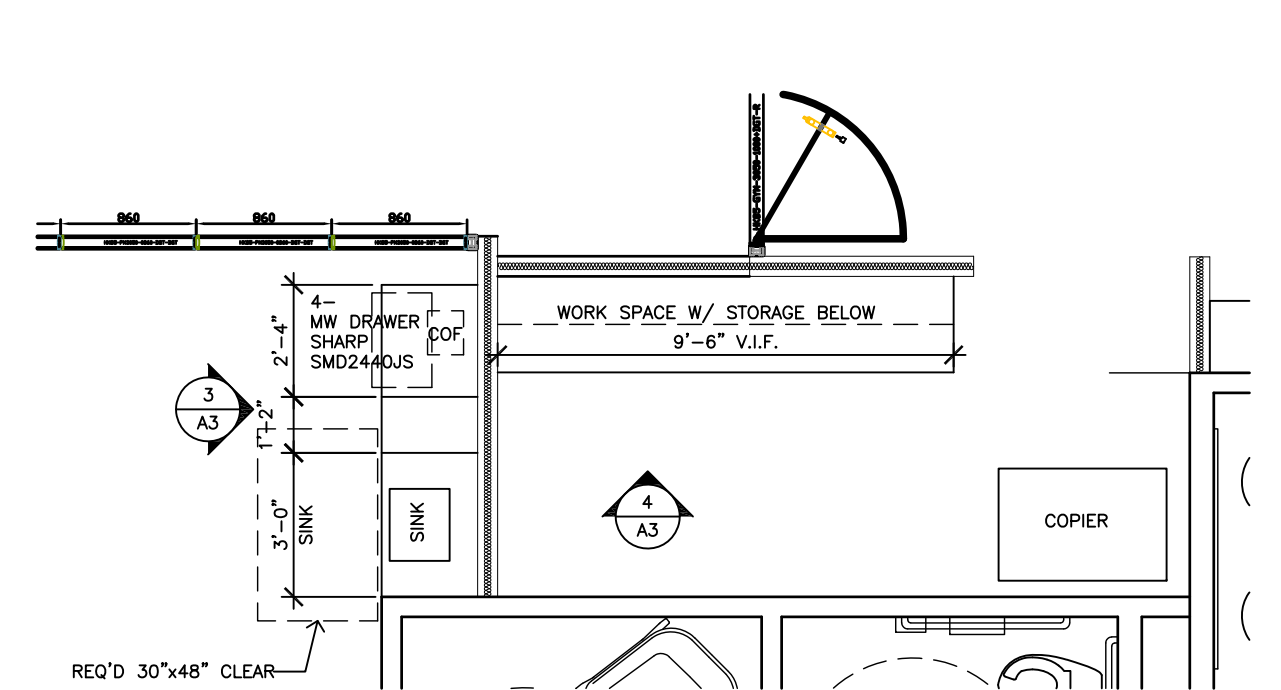 860 860 860
4-
MW DRAWER
SHARP
SMD2440JS
COF
2'-4"
1'-2"
3'-0"
SINK
SINK
WORK SPACE W/ STORAGE BELOW
9'-6" V.I.F.
3
A3
4
A3
COPIER
REQ'D 30"x48" CLEAR